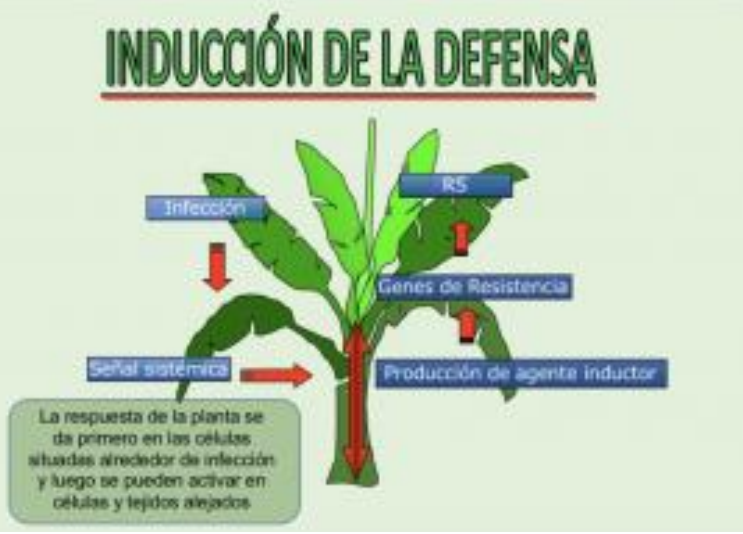 INDUCCIÓN DE LA DEFENSA
RS
Infección
Genes de Resistencia
Señal sistémica
Producción de agente inductor
La respuesta de la planta se
da primero en las células
situadas alrededor de infección
y luego se pueden activar en
células y tejidos alejados